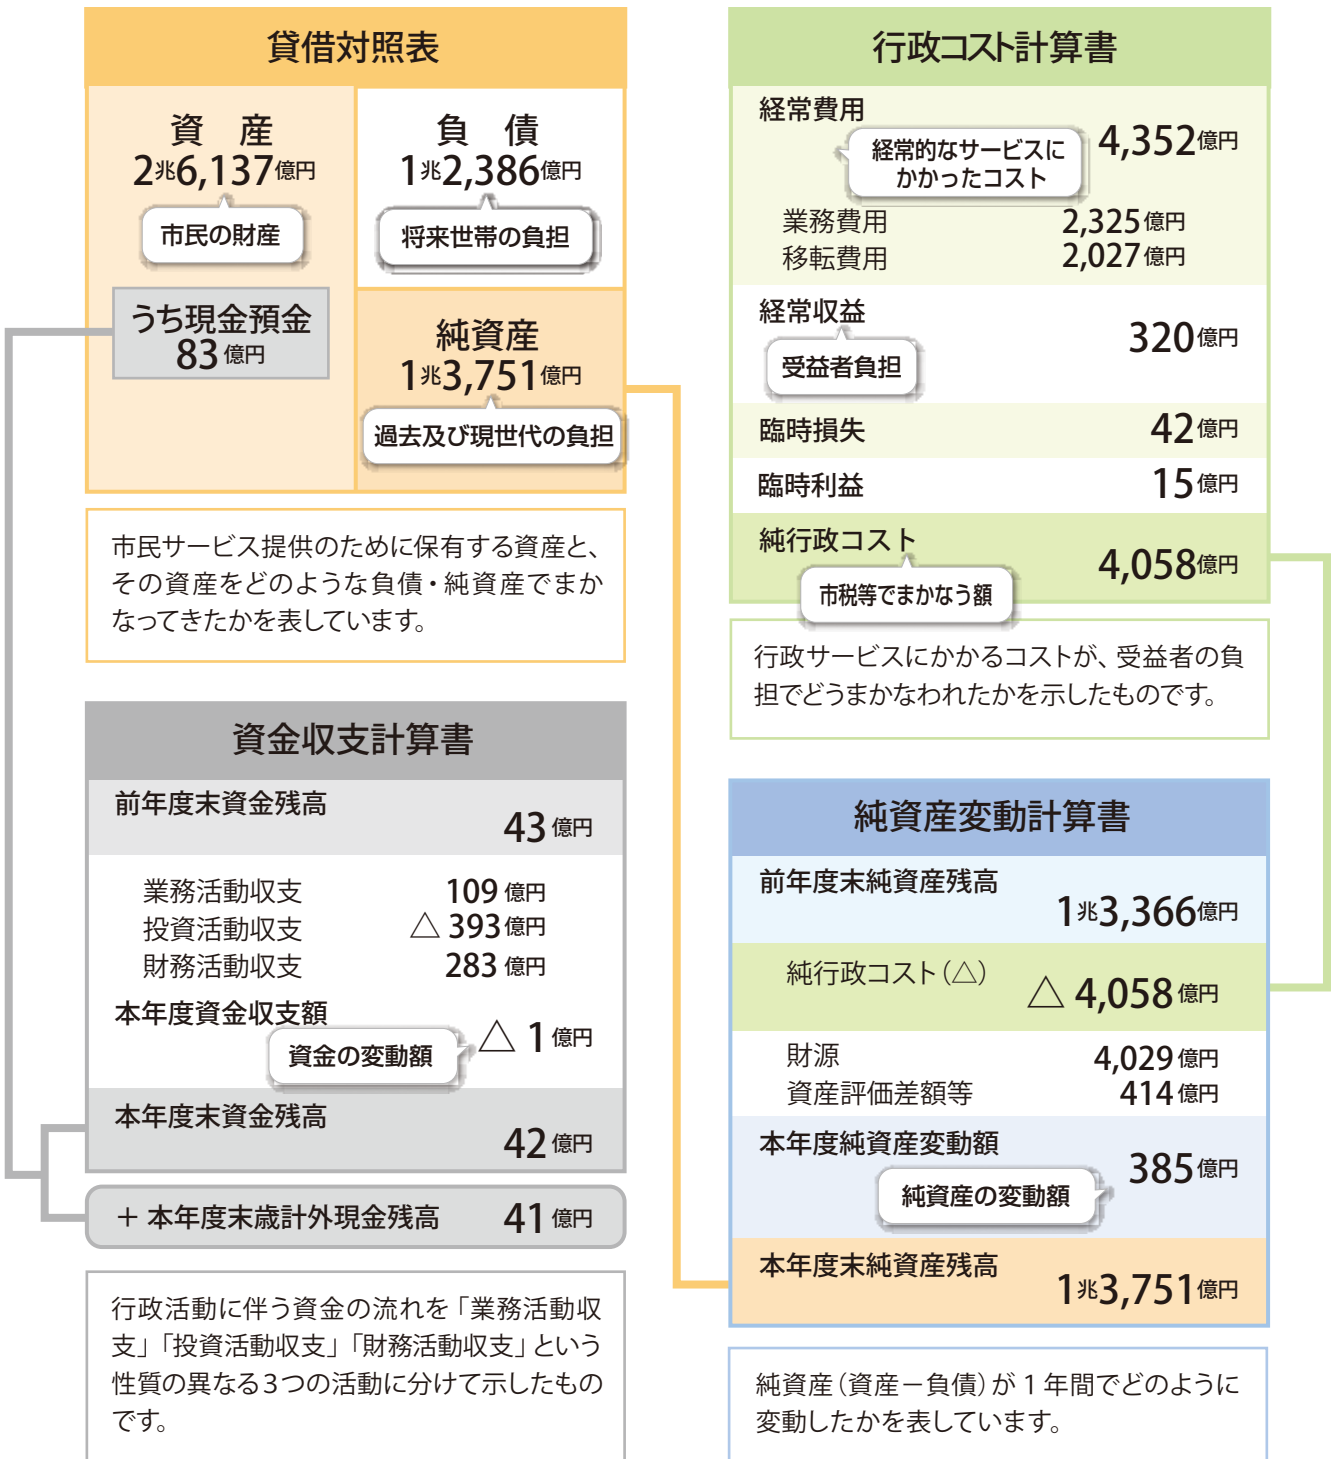 貸借対照表
資　産
2兆6,137億円
市民の財産
うち現金預金
83億円
負　債
1兆2,386億円
将来世帯の負担
純資産
1兆3,751億円
過去及び現世代の負担
市民サービス提供のために保有する資産と、
その資産をどのような負債・純資産でまか
なってきたかを表しています。
行政コスト計算書
経常費用
4,352億円
経常的なサービスに
かかったコスト
業務費用 2,325億円
移転費用 2,027億円
経常収益
320億円
受益者負担
臨時損失 42億円
臨時利益 15億円
純行政コスト
4,058億円
市税等でまかなう額
行政サービスにかかるコストが、受益者の負
担でどうまかなわれたかを示したものです。
資金収支計算書
前年度末資金残高
43億円
業務活動収支 109億円
投資活動収支 △393億円
財務活動収支 283億円
本年度資金収支額
△ 1億円
資金の変動額
本年度末資金残高
42億円
＋ 本年度末歳計外現金残高 41億円
行政活動に伴う資金の流れを「業務活動収
支」「投資活動収支」「財務活動収支」という
性質の異なる3つの活動に分けて示したもの
です。
純資産変動計算書
前年度末純資産残高
1兆3,366億円
純行政コスト（△）
△ 4,058億円
財源 4,029億円
資産評価差額等 414億円
本年度純資産変動額
385億円
純資産の変動額
本年度末純資産残高
1兆3,751億円
純資産（資産－負債）が1年間でどのように
変動したかを表しています。